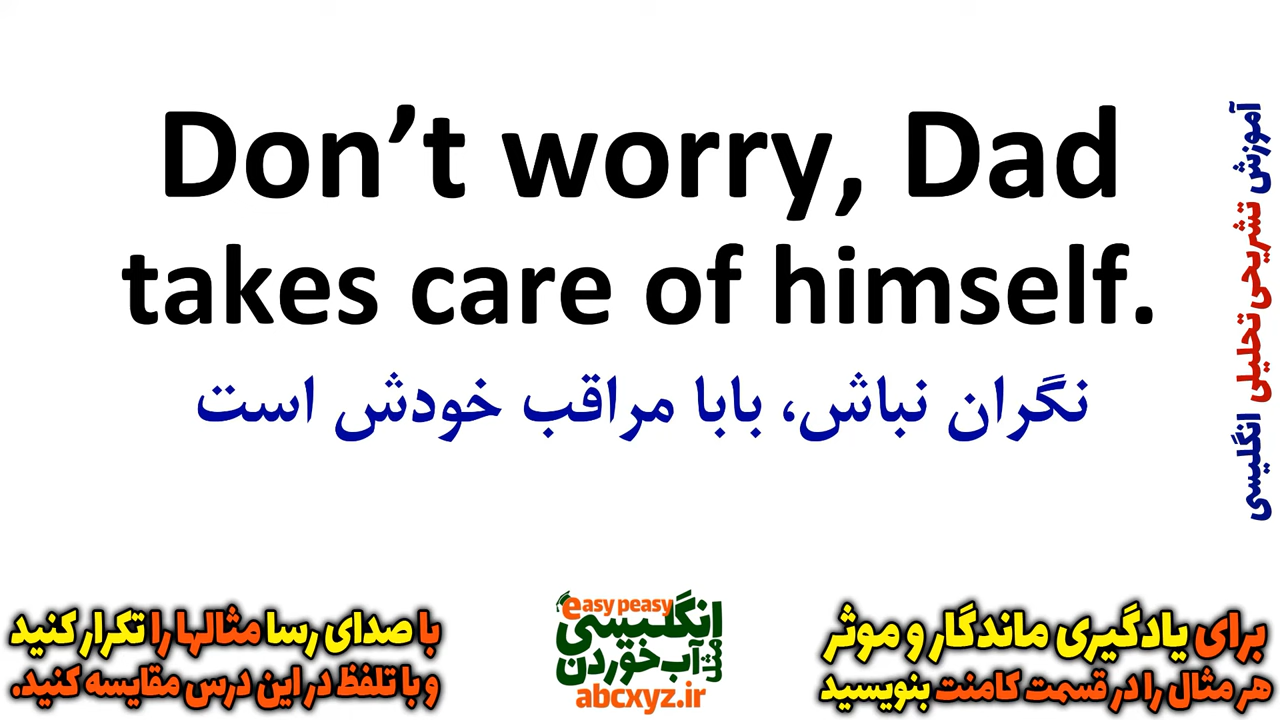 Don’t worry, Dad
takes care of himself.
نگران نباش، بابا مراقب خودش است
آموزش تشریحی تحلیلی انگلیسی
برای یادگیری ماندگار و موثر
هر مثال را در قسمت کامنت بنویسید
easy peasy
انگلیسی
مثل آب خوردن
abcxyz.ir
با صدای رسا مثالها را تکرار کنید
و با تلفظ در این درس مقایسه کنید.